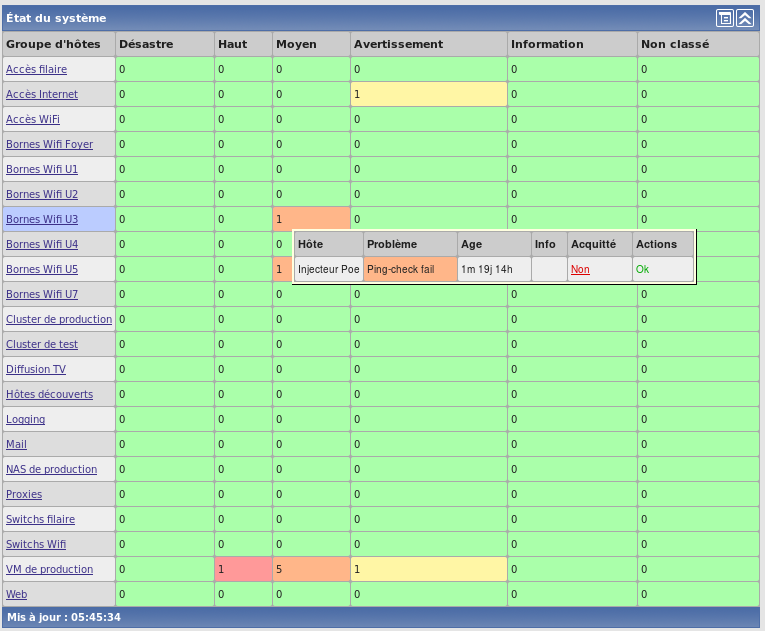 État du système
Groupe d'hôtes Désastre Haut Moyen Avertissement Information Non classé
Accès filaire 0 0 0 0 0 0
Accès Internet 0 0 0 1 0 0
Accès WiFi 0 0 0 0 0 0
Bornes Wifi Foyer 0 0 0 0 0 0
Bornes Wifi U1 0 0 0 0 0 0
Bornes Wifi U2 0 0 0 0 0 0
Bornes Wifi U3 0 0 1 0 0 0
Bornes Wifi U4 0 0 0
Hôte Problème Age Info Acquitté Actions
Bornes Wifi U5 0 0 1
Injecteur Poe Ping-check fail 1m 19j 14h Non Ok
Bornes Wifi U7 0 0 0 0 0 0
Cluster de production 0 0 0 0 0 0
Cluster de test 0 0 0 0 0 0
Diffusion TV 0 0 0 0 0 0
Hôtes découverts 0 0 0 0 0 0
Logging 0 0 0 0 0 0
Mail 0 0 0 0 0 0
NAS de production 0 0 0 0 0 0
Proxies 0 0 0 0 0 0
Switchs filaire 0 0 0 0 0 0
Switchs Wifi 0 0 0 0 0 0
VM de production 0 1 5 1 0 0
Web 0 0 0 0 0 0
Mis à jour : 05:45:34